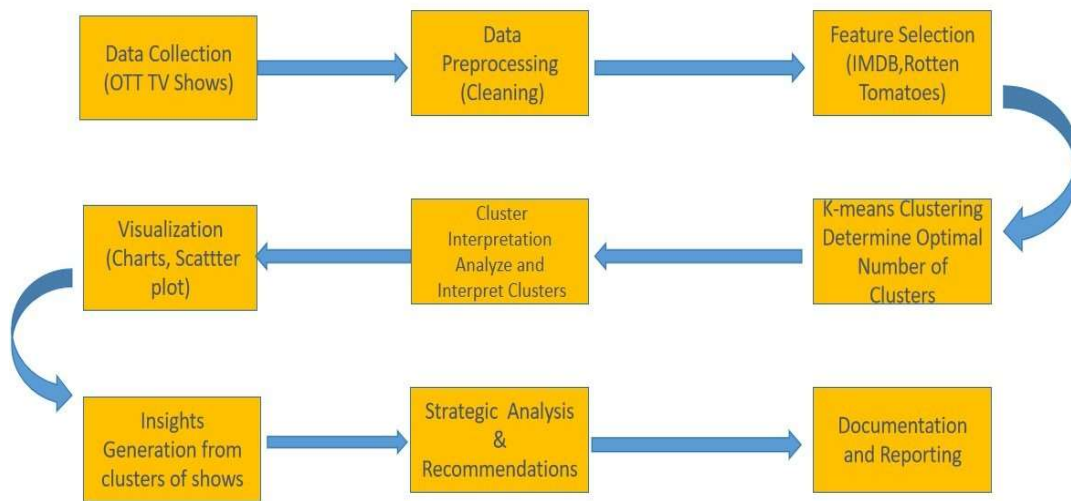 Data Collection
(OTT TV Shows)
Data
Preprocessing
(Cleaning)
Feature Selection
(IMDB,Rotten
Tomatoes)
K-means Clustering
Determine Optimal
Number of
Clusters
Cluster
Interpretation
Analyze and
Interpret Clusters
Visualization
(Charts, Scattter
plot)
Insights
Generation from
clusters of shows
Strategic Analysis
&
Recommendations
Documentation
and Reporting